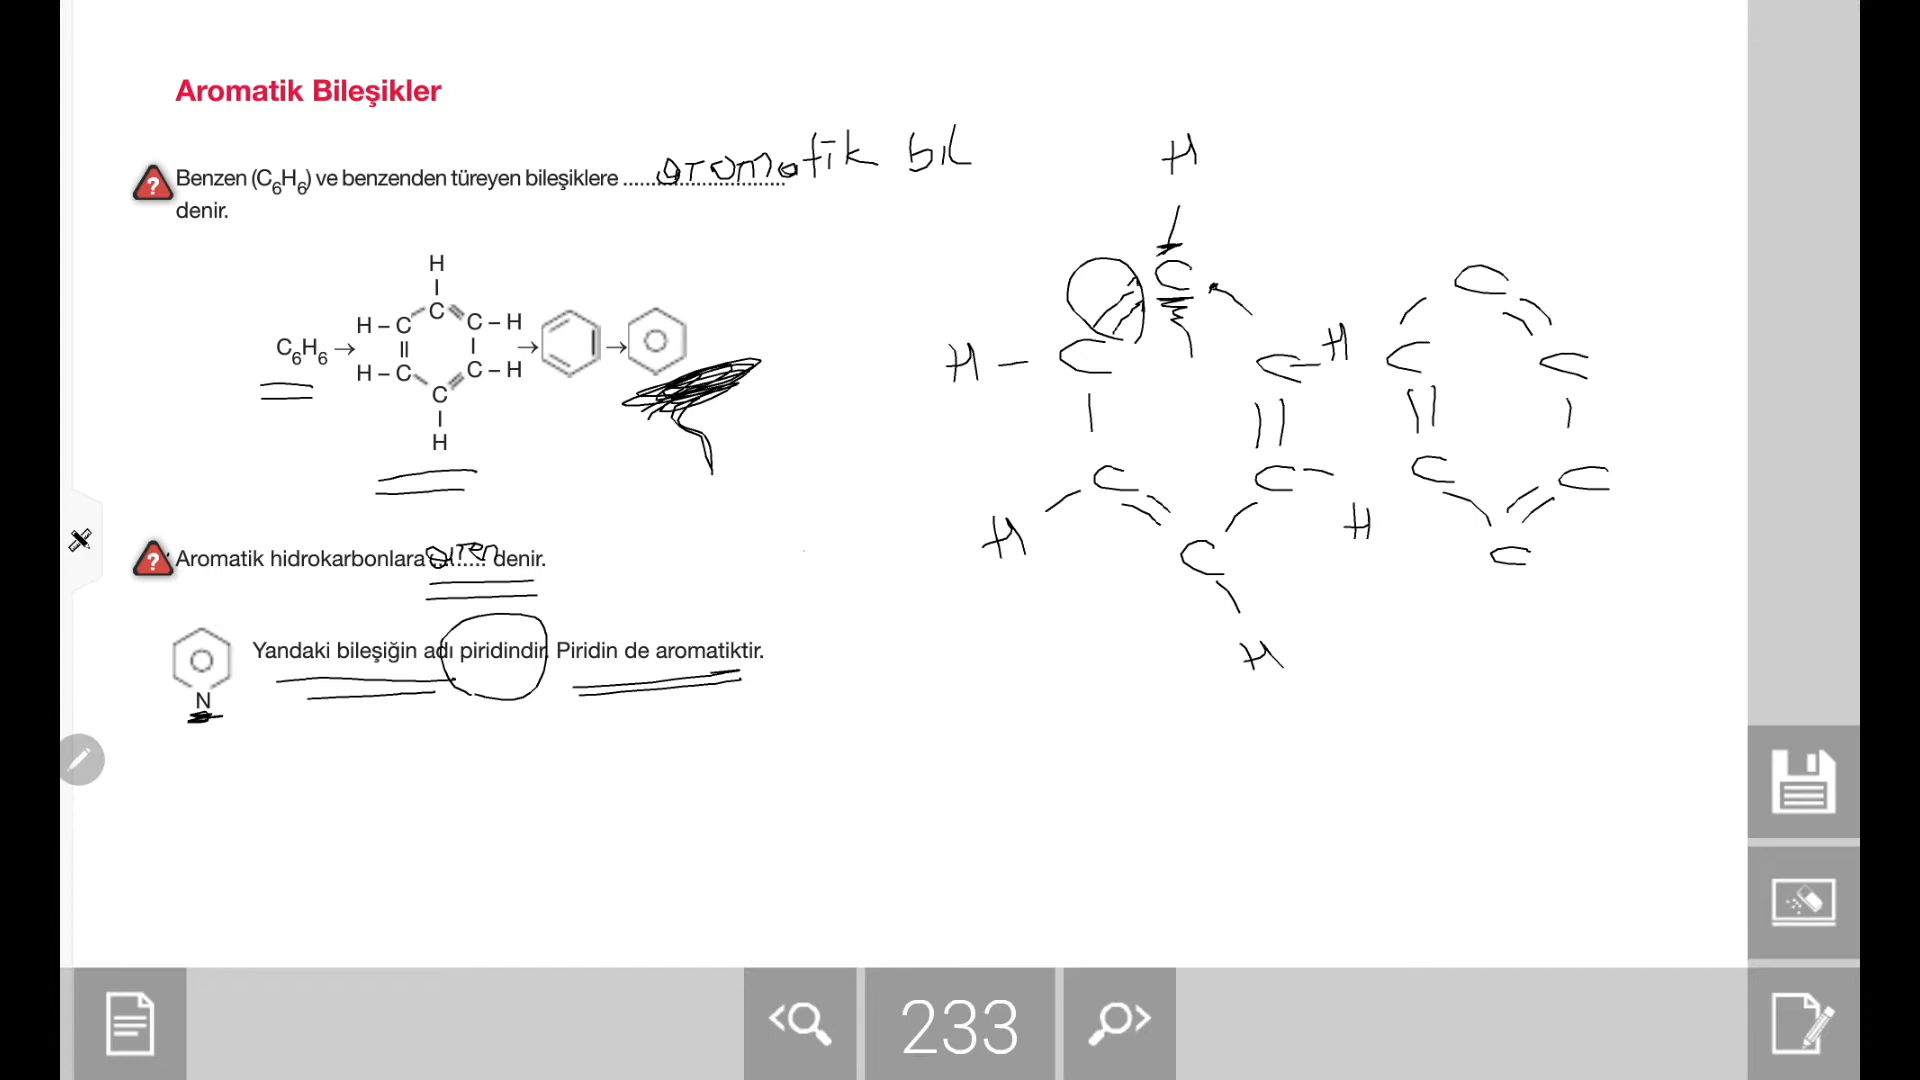 Aromatik Bileşikler
Benzen (C6H6) ve benzenden türeyen bileşiklere .......................... aromatik bil
denir.
H
H – C C C – H
C6H6 → →
H – C C C – H
H
Aromatik hidrokarbonlara aren denir.
Yandaki bileşiğin adı piridindir. Piridin de aromatiktir.
N
H
C
H – C C – H
H C C H
C
H
C
C C
C C
C
233